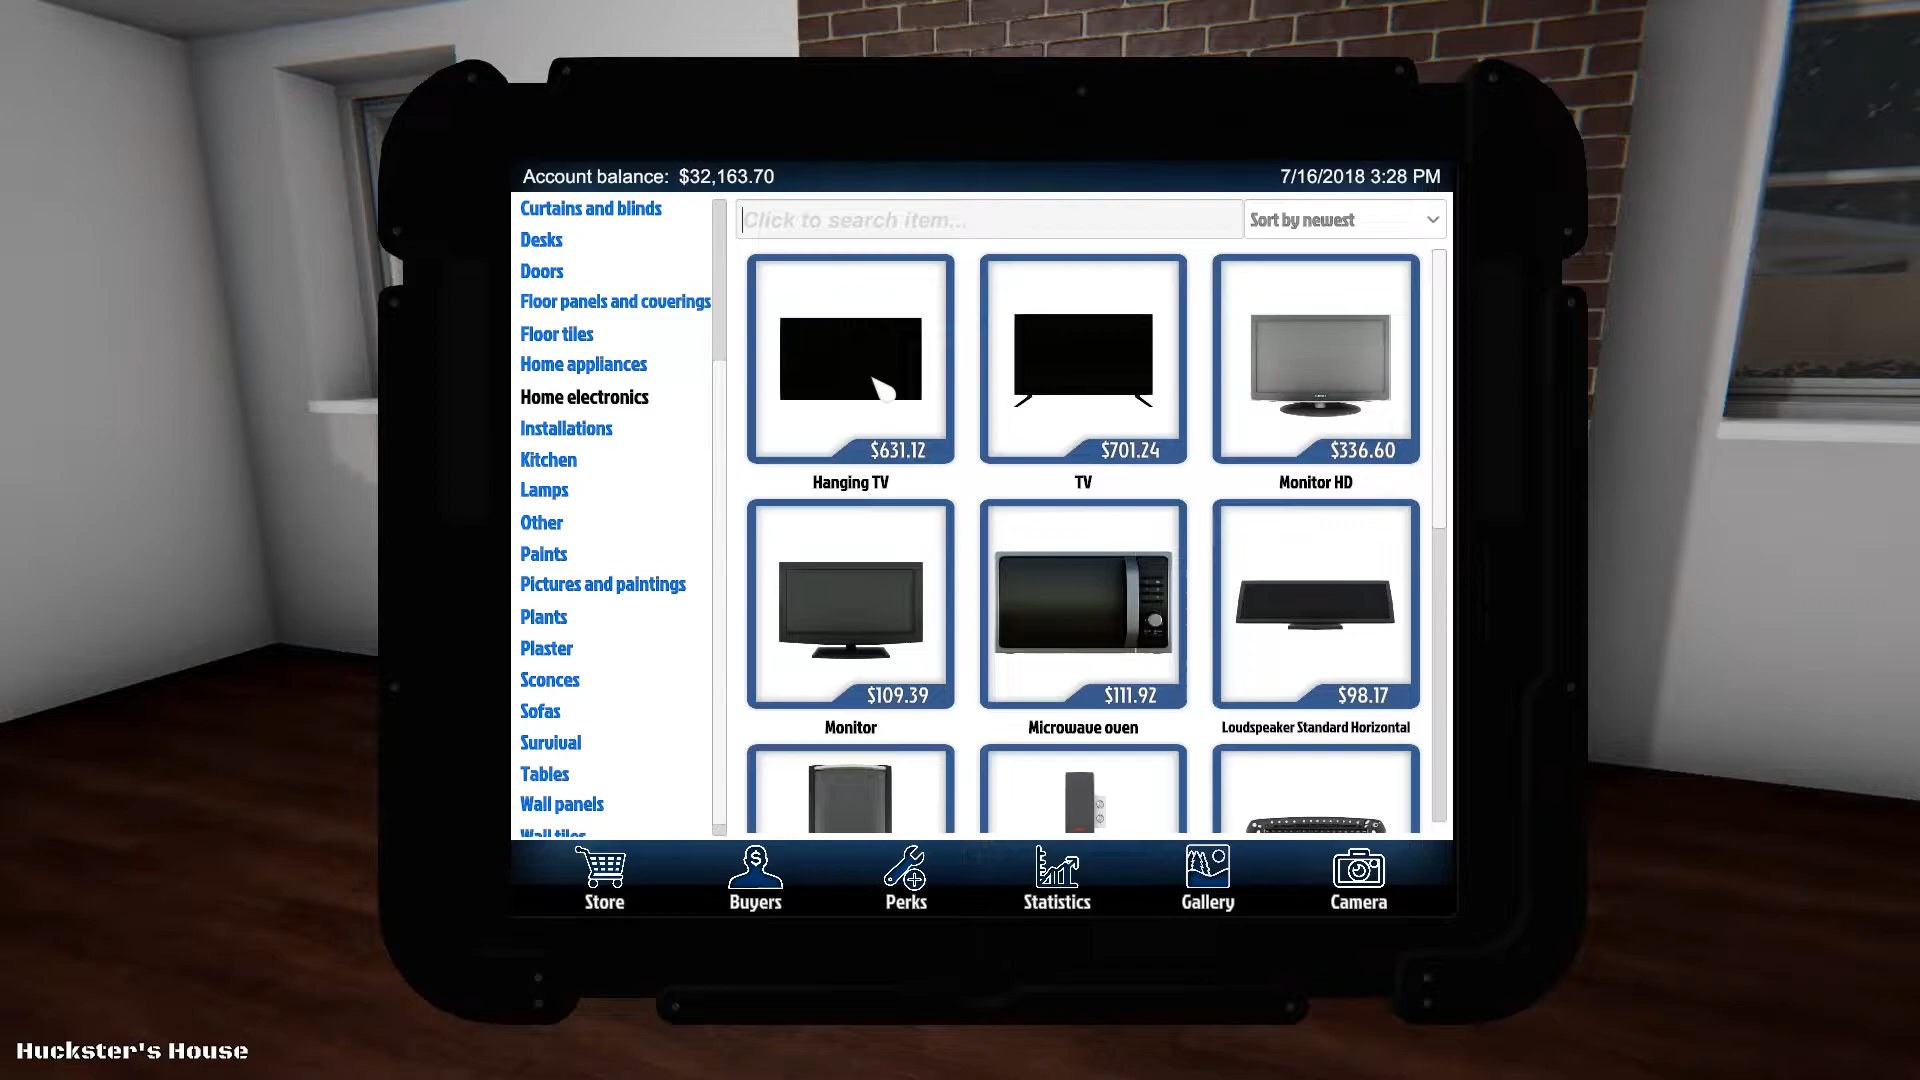 Account balance: $32,163.70
7/16/2018 3:28 PM
Curtains and blinds
Desks
Doors
Floor panels and coverings
Floor tiles
Home appliances
Home electronics
Installations
Kitchen
Lamps
Other
Paints
Pictures and paintings
Plants
Plaster
Sconces
Sofas
Survival
Tables
Wall panels
Wall tiles
Click to search item...
Sort by newest
$631.12
$701.24
$336.60
Hanging TV
TV
Monitor HD
$109.39
$111.92
$98.17
Monitor
Microwave oven
Loudspeaker Standard Horizontal
Store
Buyers
Perks
Statistics
Gallery
Camera
Huckster's House